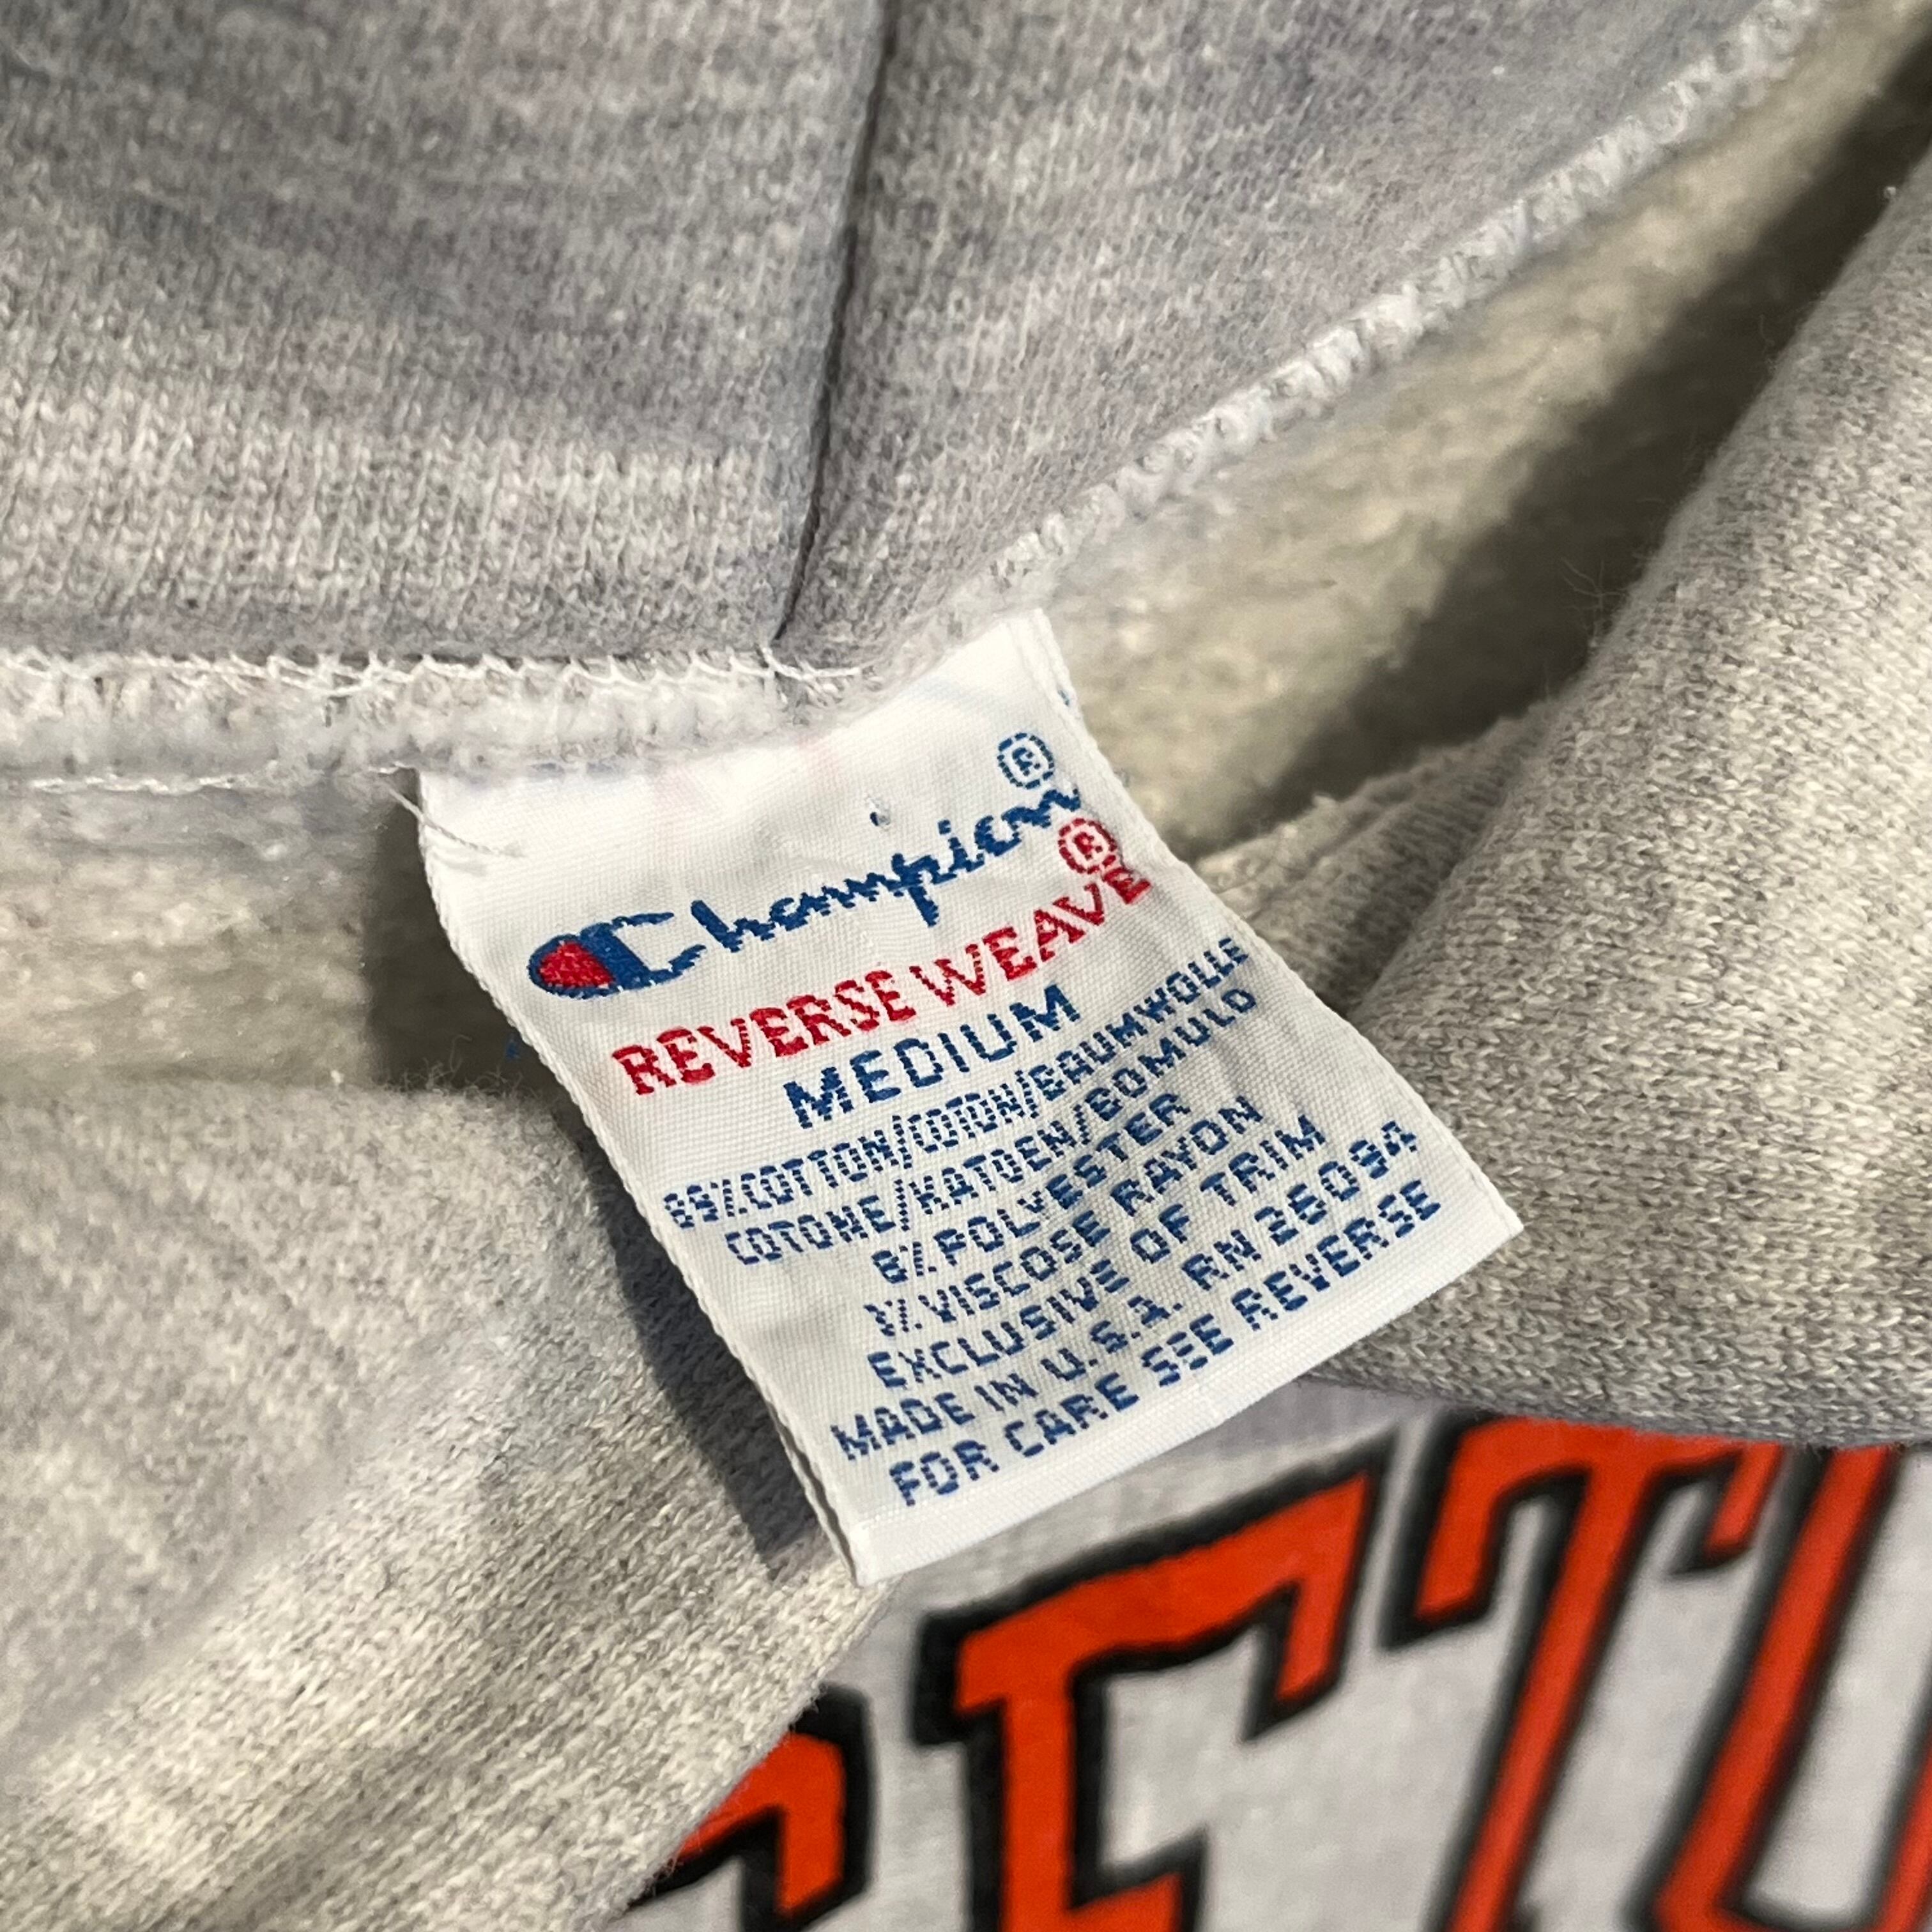 Champion®
REVERSE WEAVE®
MEDIUM
89% COTTON/COTON/BAUMWOLLE
COTONE/KATOEN/BOMULD
8% POLYESTER
3% VISCOSE RAYON
EXCLUSIVE OF TRIM
MADE IN U.S.A. RN 26094
FOR CARE SEE REVERSE